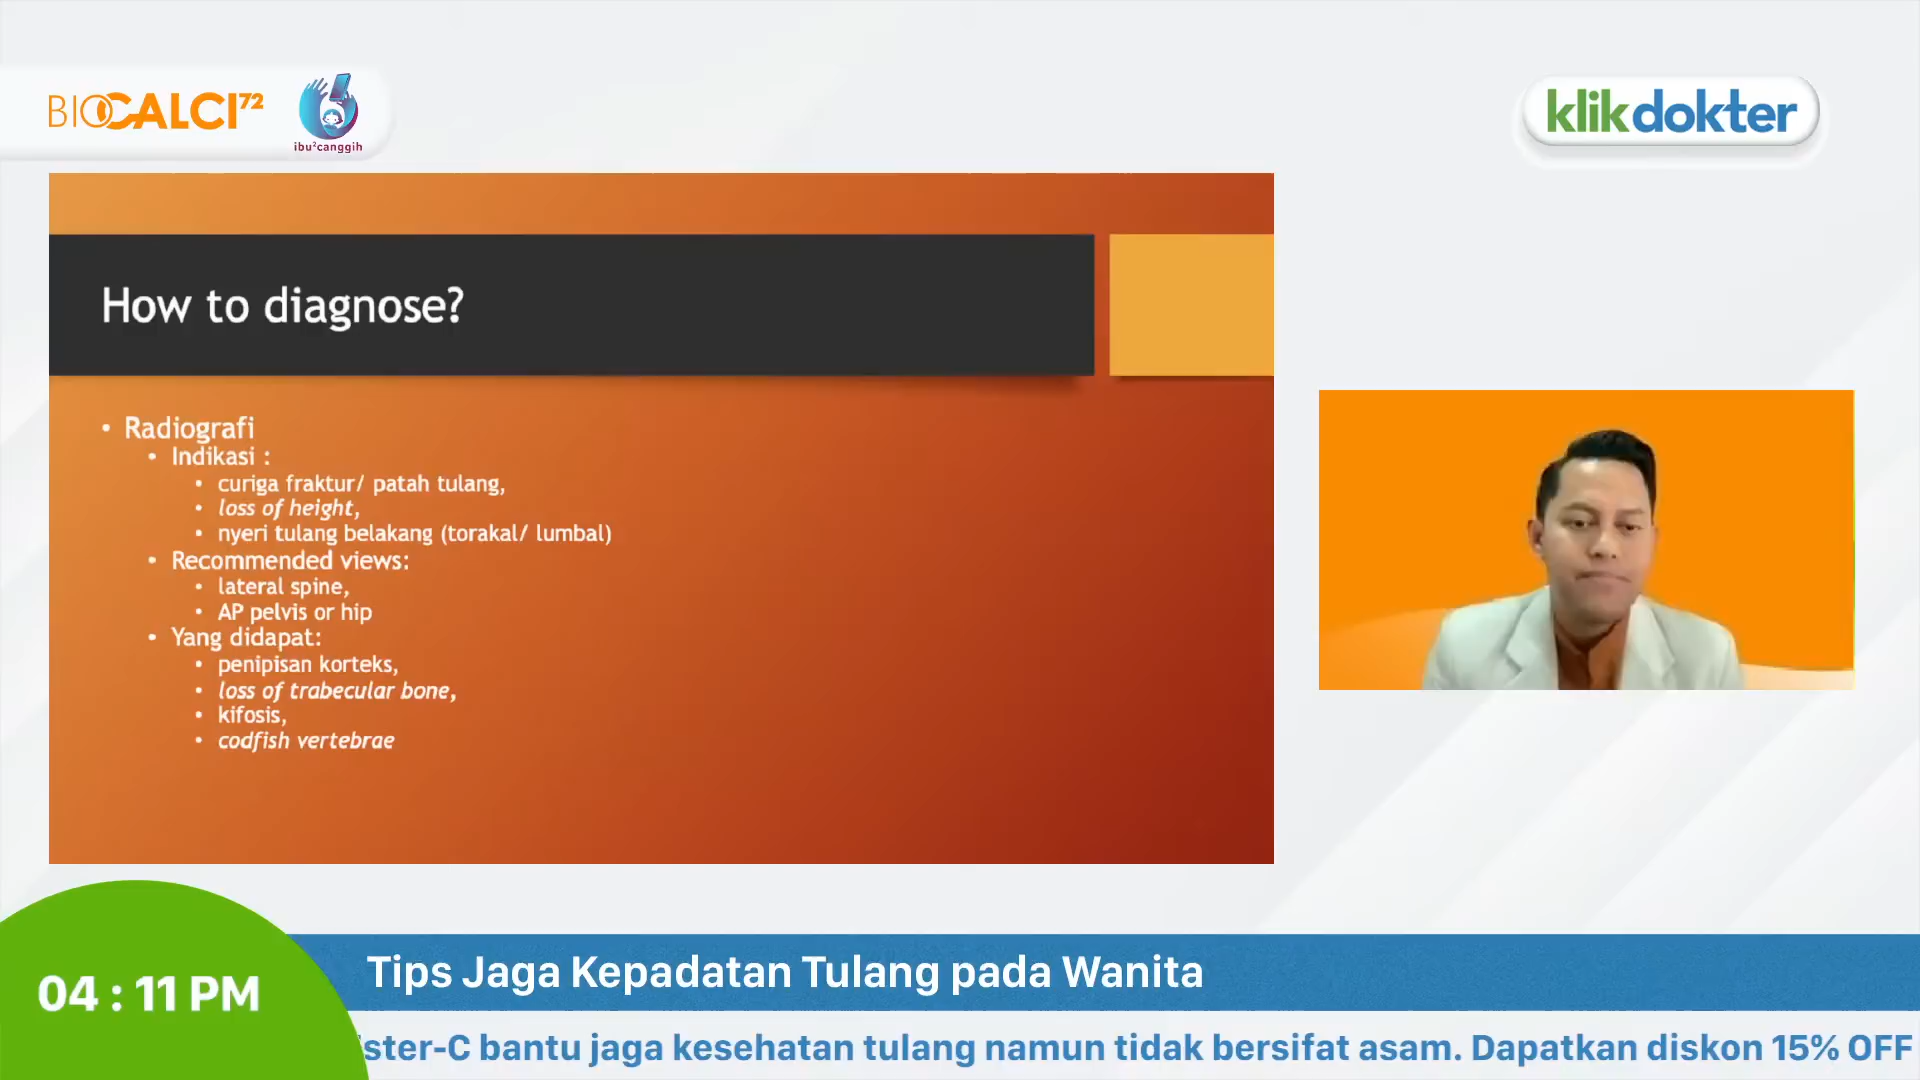 BIOCALCI72
ibu²canggih
klikdokter
How to diagnose?
• Radiografi
• Indikasi :
• curiga fraktur/ patah tulang,
• loss of height,
• nyeri tulang belakang (torakal/ lumbal)
• Recommended views:
• lateral spine,
• AP pelvis or hip
• Yang didapat:
• penipisan korteks,
• loss of trabecular bone,
• kifosis,
• codfish vertebrae
Tips Jaga Kepadatan Tulang pada Wanita
04 : 11 PM
ster-C bantu jaga kesehatan tulang namun tidak bersifat asam. Dapatkan diskon 15% OFF